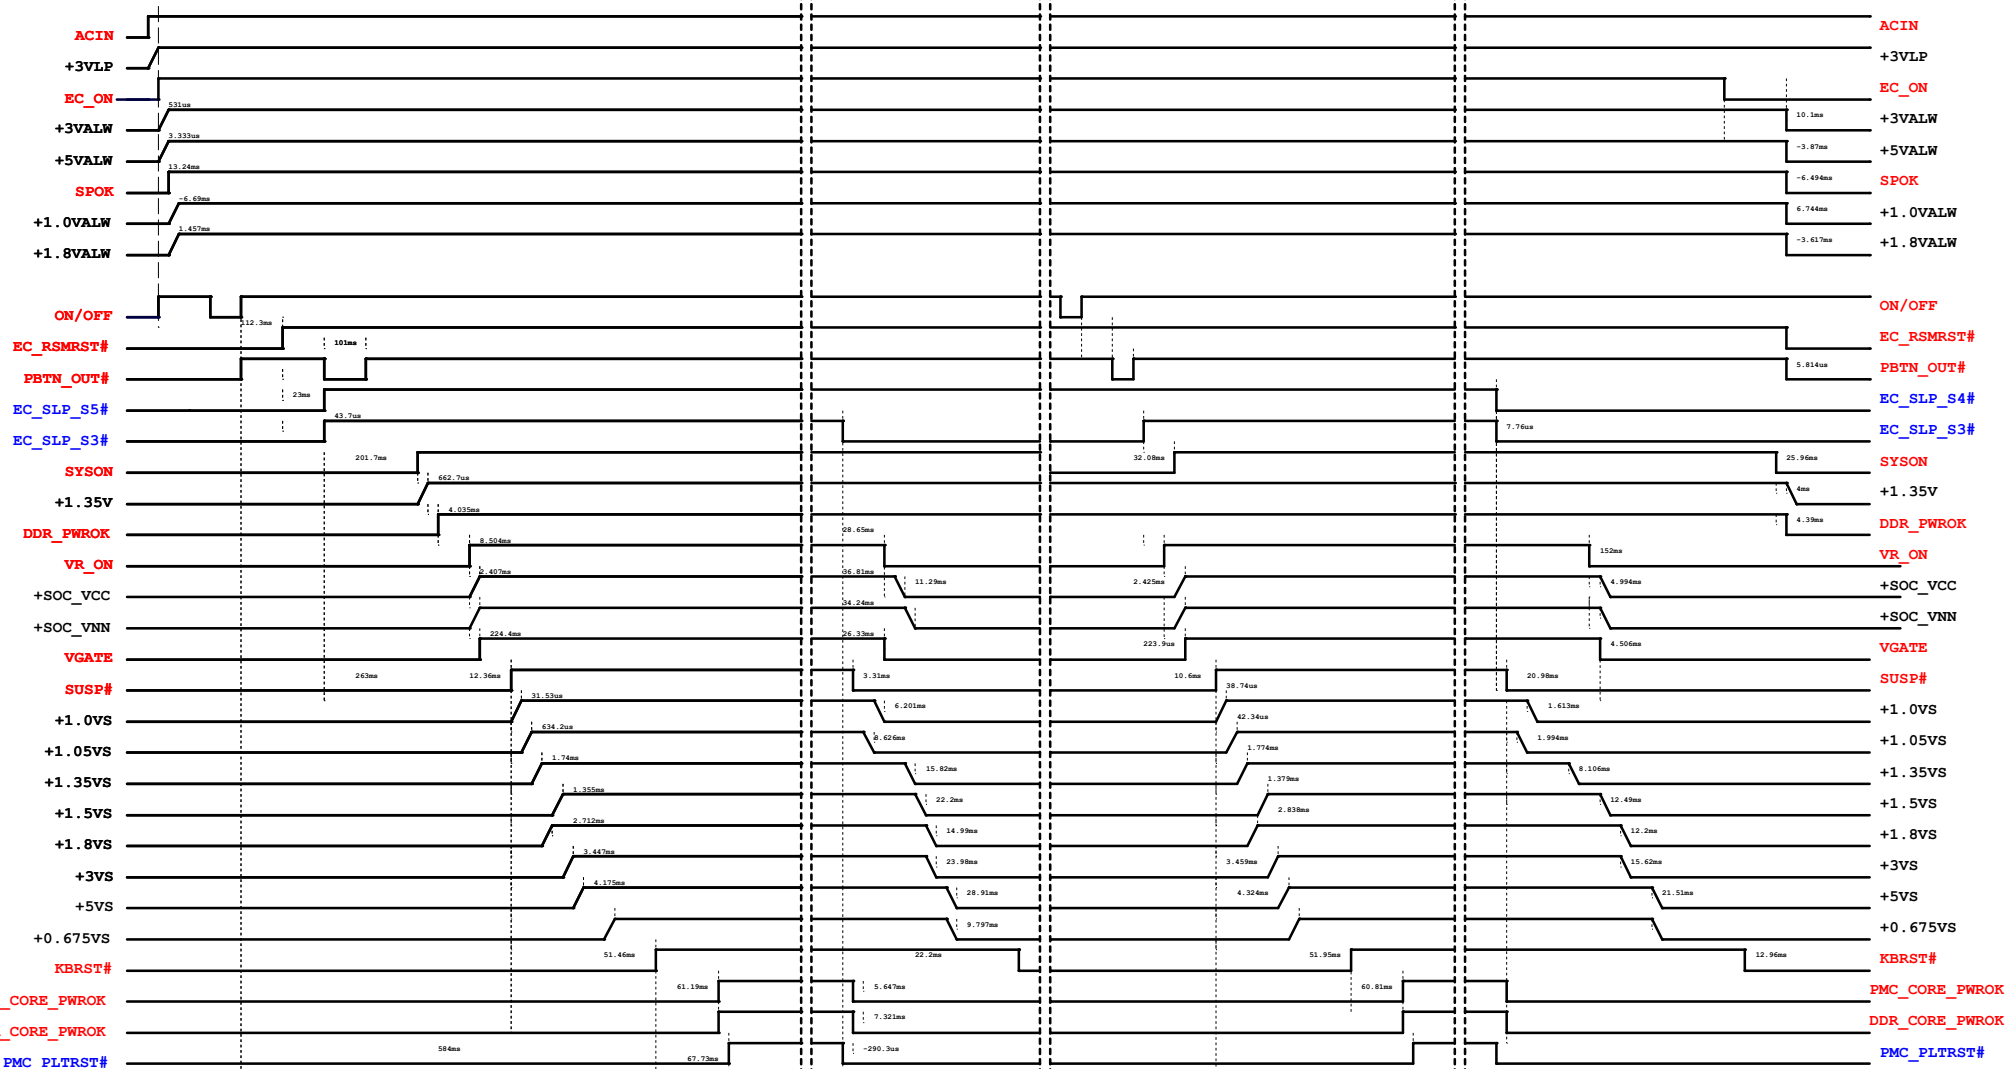 ACIN ACIN
+3VLP +3VLP
EC_ON EC_ON
531us
+3VALW 10.1ms +3VALW
3.333us
+5VALW -3.87ms +5VALW
13.24ms
SPOK -6.494ms SPOK
-6.69ms
+1.0VALW 6.744ms +1.0VALW
1.457ms
+1.8VALW -3.617ms +1.8VALW
ON/OFF ON/OFF
112.3ms
EC_RSMRST# 101ms EC_RSMRST#
PBTN_OUT# 5.814us PBTN_OUT#
23ms
EC_SLP_S5# EC_SLP_S4#
43.7us
EC_SLP_S3# 7.76us EC_SLP_S3#
SYSON 201.7ms 32.08ms 25.96ms SYSON
662.7us
+1.35V 4ms +1.35V
4.035ms
DDR_PWROK 28.65ms 4.39ms DDR_PWROK
8.504ms
VR_ON 152ms VR_ON
2.407ms 36.81ms
+SOC_VCC 11.29ms 2.425ms 4.994ms +SOC_VCC
34.24ms
+SOC_VNN +SOC_VNN
224.4ms 26.33ms
VGATE 223.9us 4.506ms VGATE
SUSP# 263ms 12.36ms 3.31ms 10.6ms 20.98ms SUSP#
31.53us 38.74us
+1.0VS 6.201ms 1.613ms +1.0VS
634.2us 42.34us
+1.05VS 8.626ms 1.994ms +1.05VS
1.74ms 1.774ms
+1.35VS 15.82ms 8.106ms +1.35VS
1.355ms 1.379ms
+1.5VS 22.2ms 2.838ms 12.49ms +1.5VS
2.712ms
+1.8VS 14.99ms 12.2ms +1.8VS
3.447ms
+3VS 23.98ms 3.459ms 15.62ms +3VS
4.175ms
+5VS 28.91ms 4.324ms 21.51ms +5VS
+0.675VS 9.797ms +0.675VS
51.46ms 22.2ms 51.95ms 12.96ms
KBRST# KBRST#
61.19ms 5.647ms 60.81ms
_CORE_PWROK PMC_CORE_PWROK
7.321ms
_CORE_PWROK DDR_CORE_PWROK
584ms -290.3us
PMC_PLTRST# 67.73ms PMC_PLTRST#